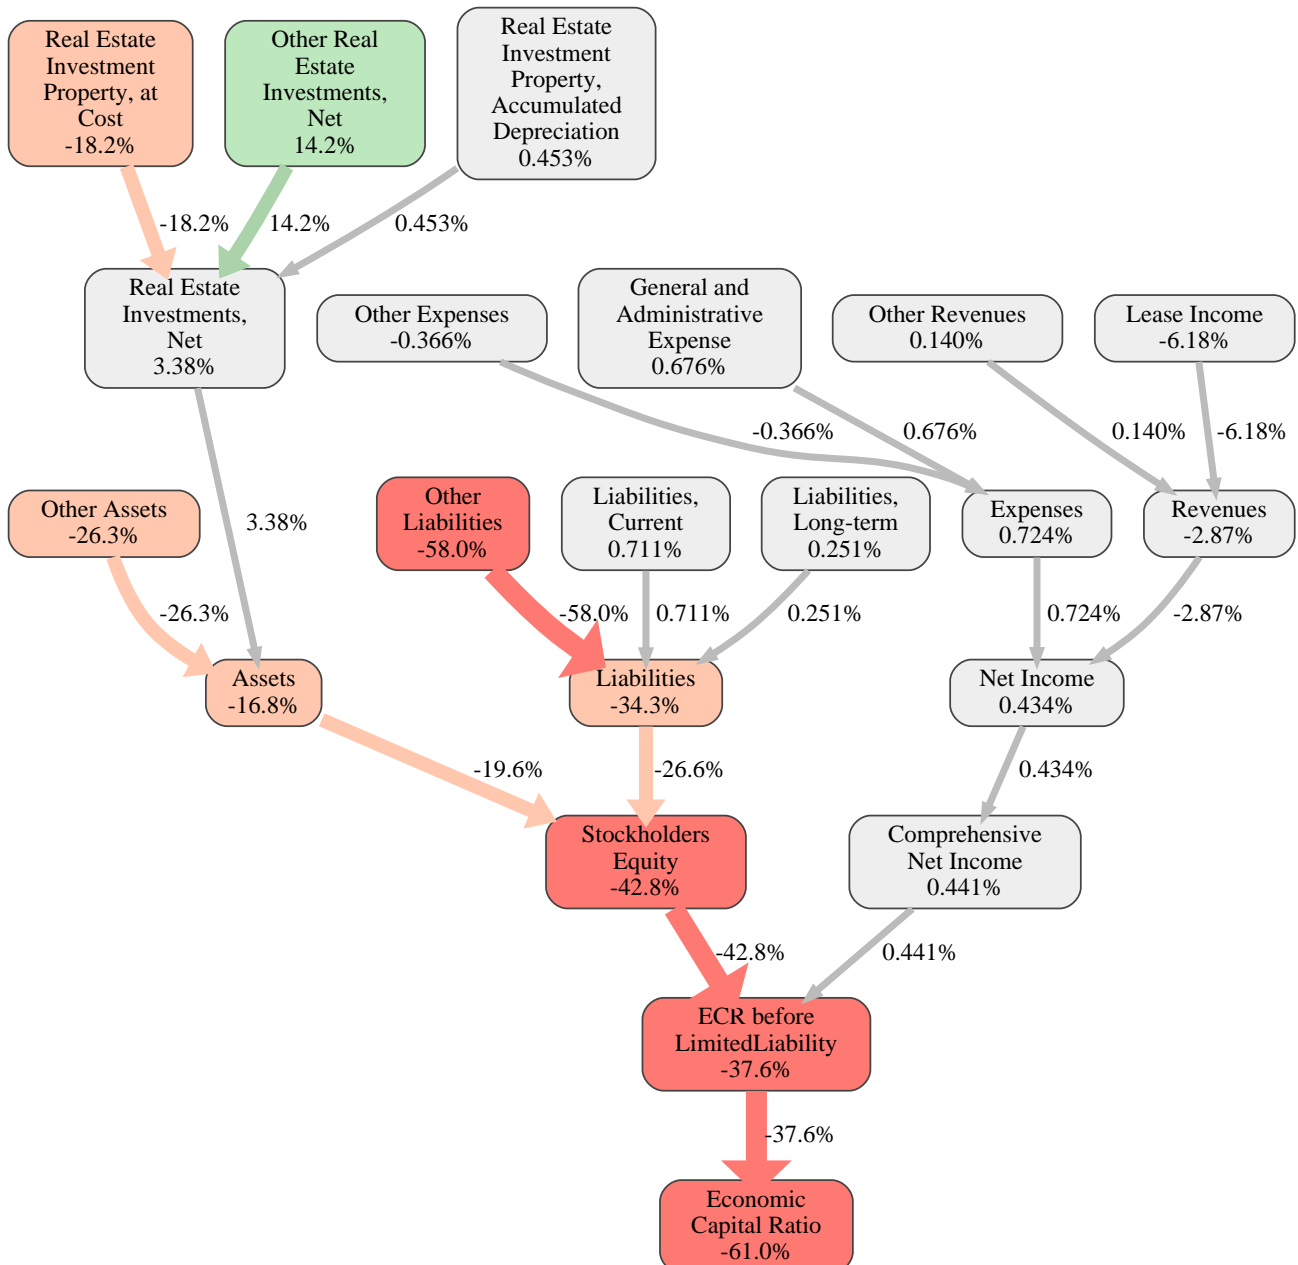 Real Estate
Investment
Property, at
Cost
-18.2%
Other Real
Estate
Investments,
Net
14.2%
Real Estate
Investment
Property,
Accumulated
Depreciation
0.453%
-18.2%
14.2%
0.453%
Real Estate
Investments,
Net
3.38%
Other Expenses
-0.366%
General and
Administrative
Expense
0.676%
Other Revenues
0.140%
Lease Income
-6.18%
-0.366%
0.676%
0.140%
-6.18%
Other Assets
-26.3%
3.38%
Other
Liabilities
-58.0%
Liabilities,
Current
0.711%
Liabilities,
Long-term
0.251%
Expenses
0.724%
Revenues
-2.87%
-26.3%
-58.0%
0.711%
0.251%
0.724%
-2.87%
Assets
-16.8%
Liabilities
-34.3%
Net Income
0.434%
-19.6%
-26.6%
0.434%
Stockholders
Equity
-42.8%
Comprehensive
Net Income
0.441%
-42.8%
0.441%
ECR before
LimitedLiability
-37.6%
-37.6%
Economic
Capital Ratio
-61.0%